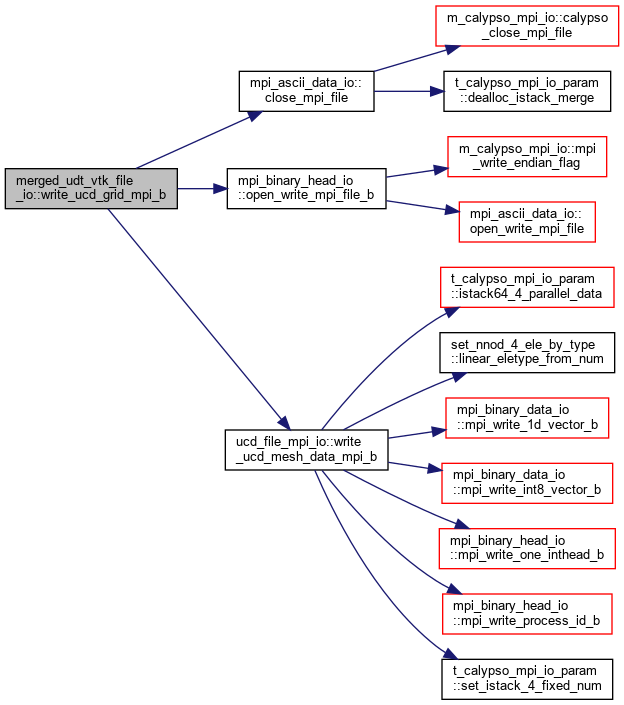 merged_udt_vtk_file
_io::write_ucd_grid_mpi_b
mpi_ascii_data_io::
close_mpi_file
m_calypso_mpi_io::calypso
_close_mpi_file
t_calypso_mpi_io_param
::dealloc_istack_merge
mpi_binary_head_io
::open_write_mpi_file_b
m_calypso_mpi_io::mpi
_write_endian_flag
mpi_ascii_data_io::
open_write_mpi_file
ucd_file_mpi_io::write
_ucd_mesh_data_mpi_b
t_calypso_mpi_io_param
::istack64_4_parallel_data
set_nnod_4_ele_by_type
::linear_eletype_from_num
mpi_binary_data_io
::mpi_write_1d_vector_b
mpi_binary_data_io
::mpi_write_int8_vector_b
mpi_binary_head_io
::mpi_write_one_inthead_b
mpi_binary_head_io
::mpi_write_process_id_b
t_calypso_mpi_io_param
::set_istack_4_fixed_num